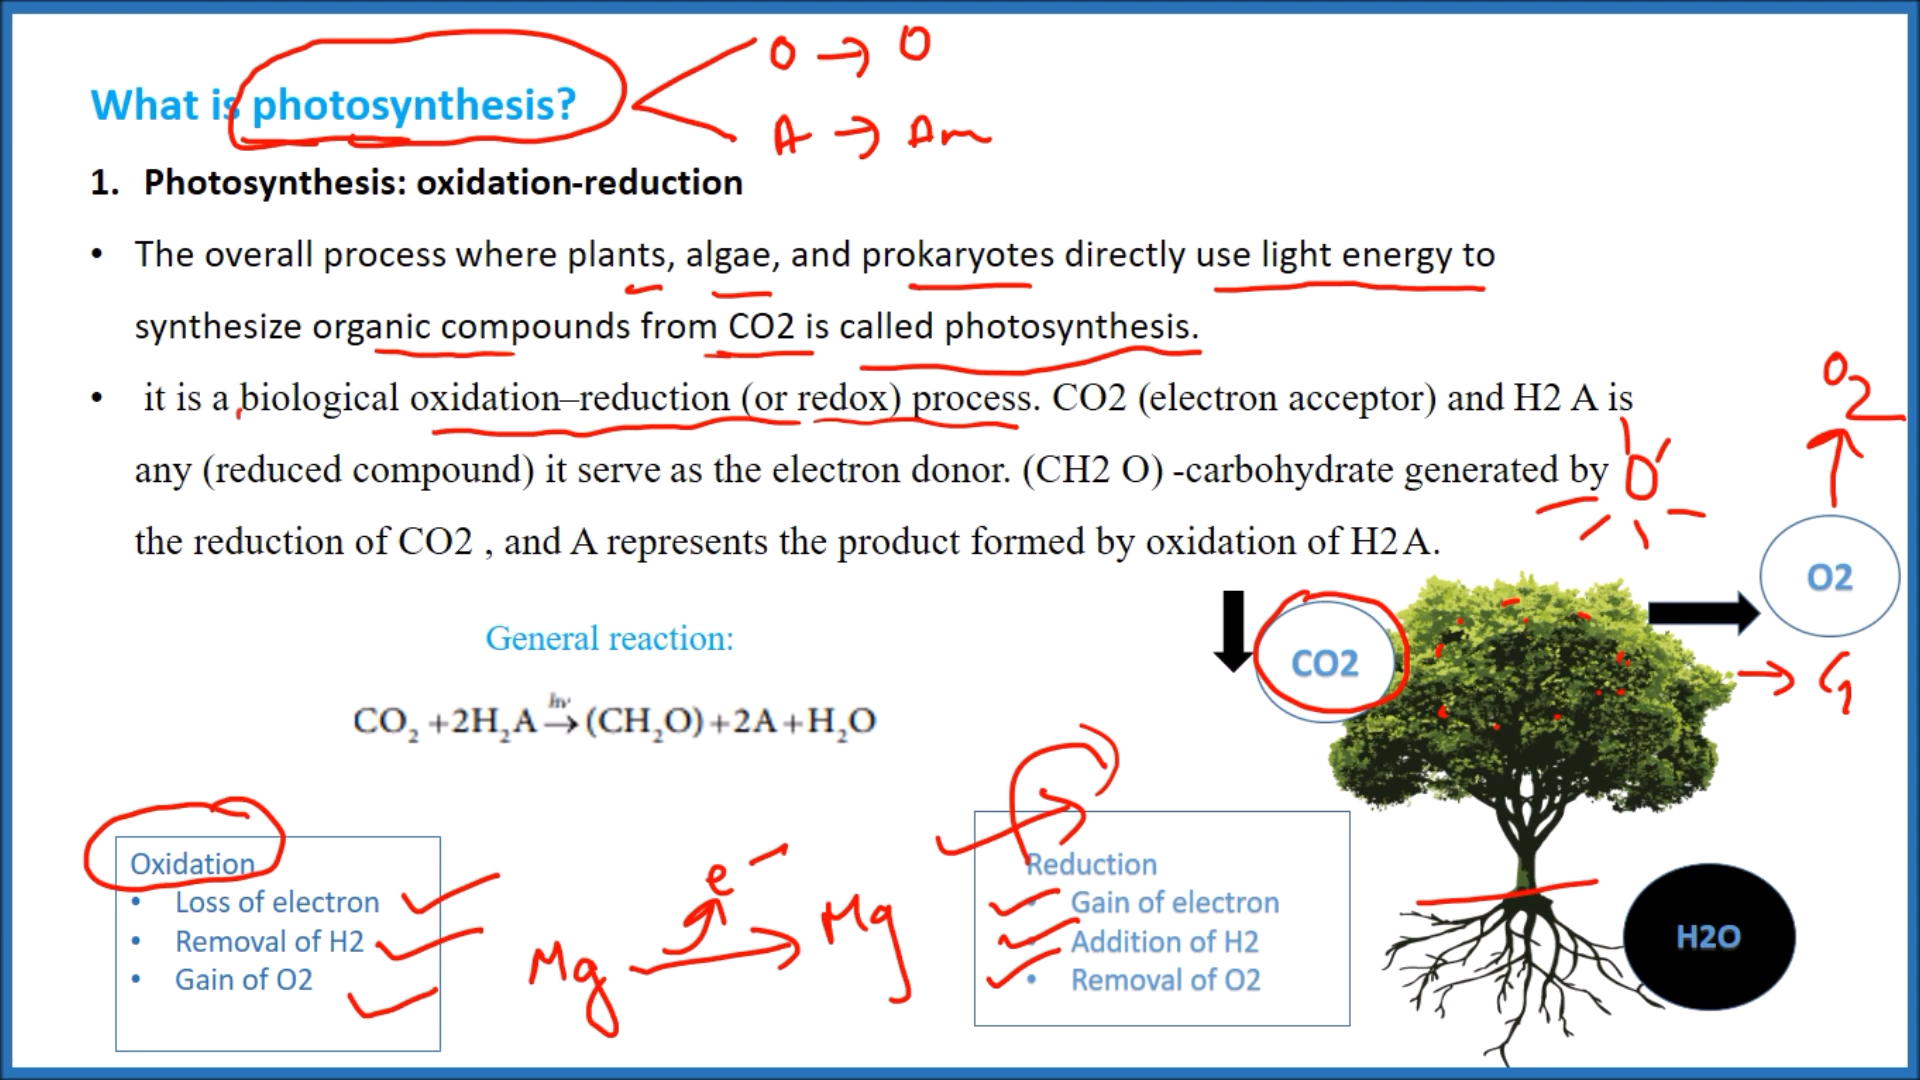 What is photosynthesis?
O → O
A → Am
1. Photosynthesis: oxidation-reduction
• The overall process where plants, algae, and prokaryotes directly use light energy to
synthesize organic compounds from CO2 is called photosynthesis.
• it is a biological oxidation–reduction (or redox) process. CO2 (electron acceptor) and H2 A is
any (reduced compound) it serve as the electron donor. (CH2 O) -carbohydrate generated by
the reduction of CO2 , and A represents the product formed by oxidation of H2A.
O2
O2
CO2
General reaction:
CO₂ +2H₂A hν→ (CH₂O)+2A+H₂O
Oxidation
• Loss of electron
• Removal of H2
• Gain of O2
Mg → Mg
e -
Reduction
• Gain of electron
• Addition of H2
• Removal of O2
H2O